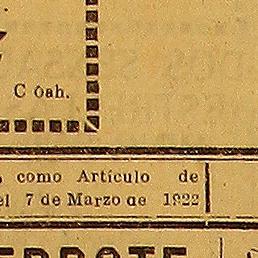 C oah.
como Artículo de
el 7 de Marzo de 1922